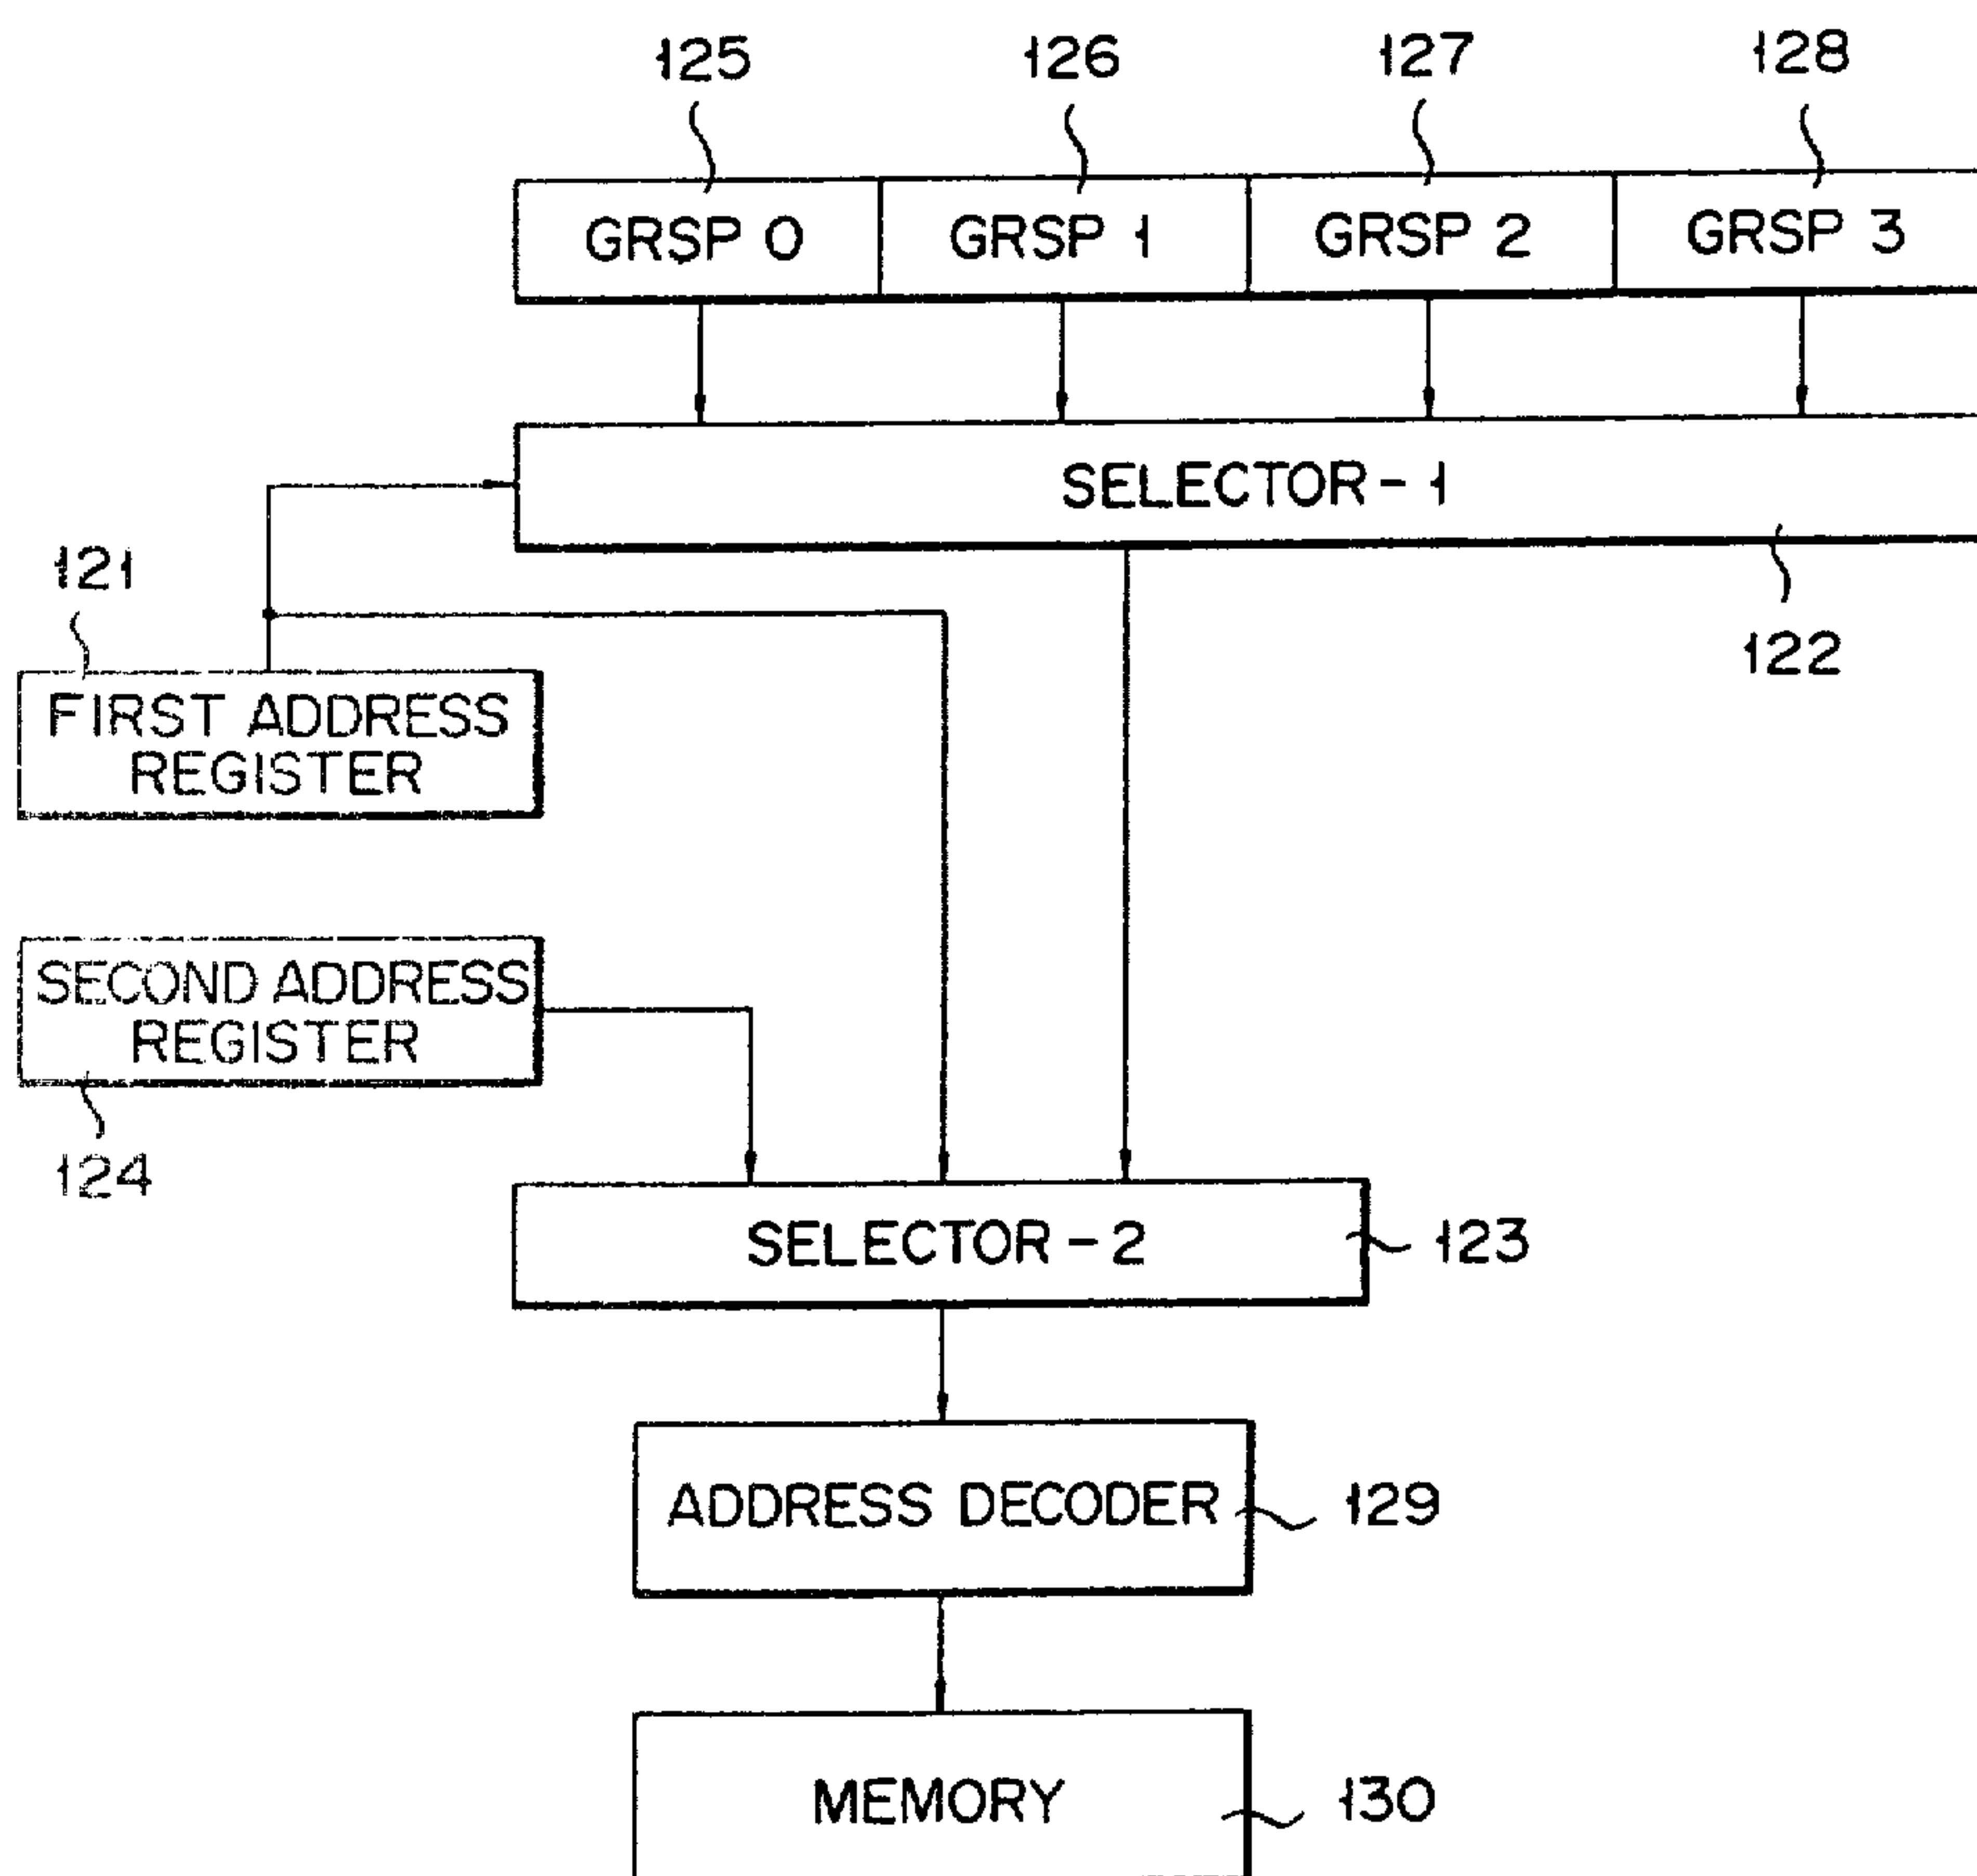 125 126 127 128
GRSP 0 GRSP 1 GRSP 2 GRSP 3
SELECTOR - 1
121
122
FIRST ADDRESS
REGISTER
SECOND ADDRESS
REGISTER
124
SELECTOR - 2 123
ADDRESS DECODER 129
MEMORY 130